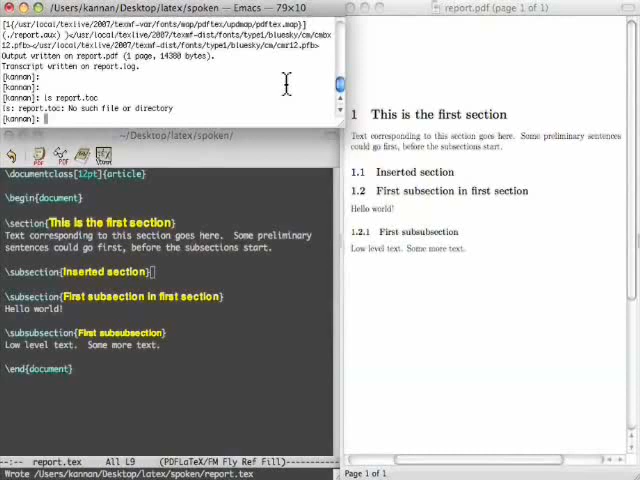 /Users/kannan/Desktop/latex/spoken — Emacs — 79×10
[1{/usr/local/texlive/2007/texmf-var/fonts/map/pdftex/updmap/pdftex.map}]
(./report.aux) )</usr/local/texlive/2007/texmf-dist/fonts/type1/bluesky/cm/cmbx
12.pfb></usr/local/texlive/2007/texmf-dist/fonts/type1/bluesky/cm/cmr12.pfb>
Output written on report.pdf (1 page, 14380 bytes).
Transcript written on report.log.
[kannan]:
[kannan]:
[kannan]: ls report.toc
ls: report.toc: No such file or directory
[kannan]:
~/Desktop/latex/spoken/
\documentclass[12pt]{article}
\begin{document}
\section{This is the first section}
Text corresponding to this section goes here.  Some preliminary
sentences could go first, before the subsections start.
\subsection{Inserted section}
\subsection{First subsection in first section}
Hello world!
\subsubsection{First subsubsection}
Low level text.  Some more text.
\end{document}
--:--  report.tex   All L9   (PDFLaTeX/FM Fly Ref Fill)
Wrote /Users/kannan/Desktop/latex/spoken/report.tex
report.pdf (page 1 of 1)
1 This is the first section
Text corresponding to this section goes here. Some preliminary sentences
could go first, before the subsections start.
1.1 Inserted section
1.2 First subsection in first section
Hello world!
1.2.1 First subsubsection
Low level text. Some more text.
Page 1 of 1